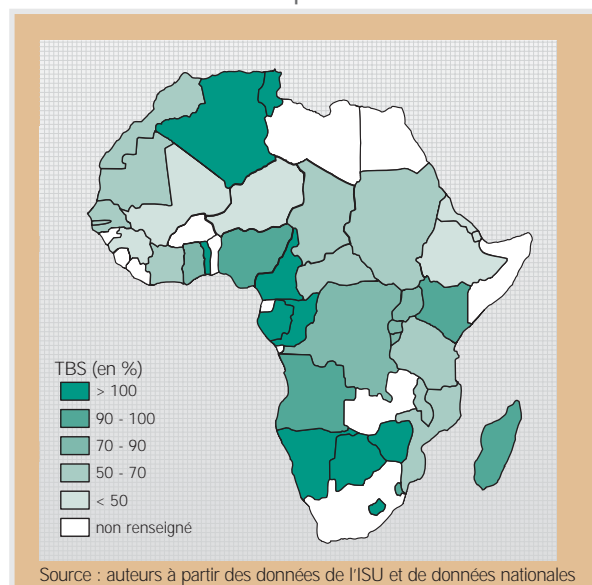 TBS (en %)
> 100
90 - 100
70 - 90
50 - 70
< 50
non renseigné
Source : auteurs à partir des données de l'ISU et de données nationales